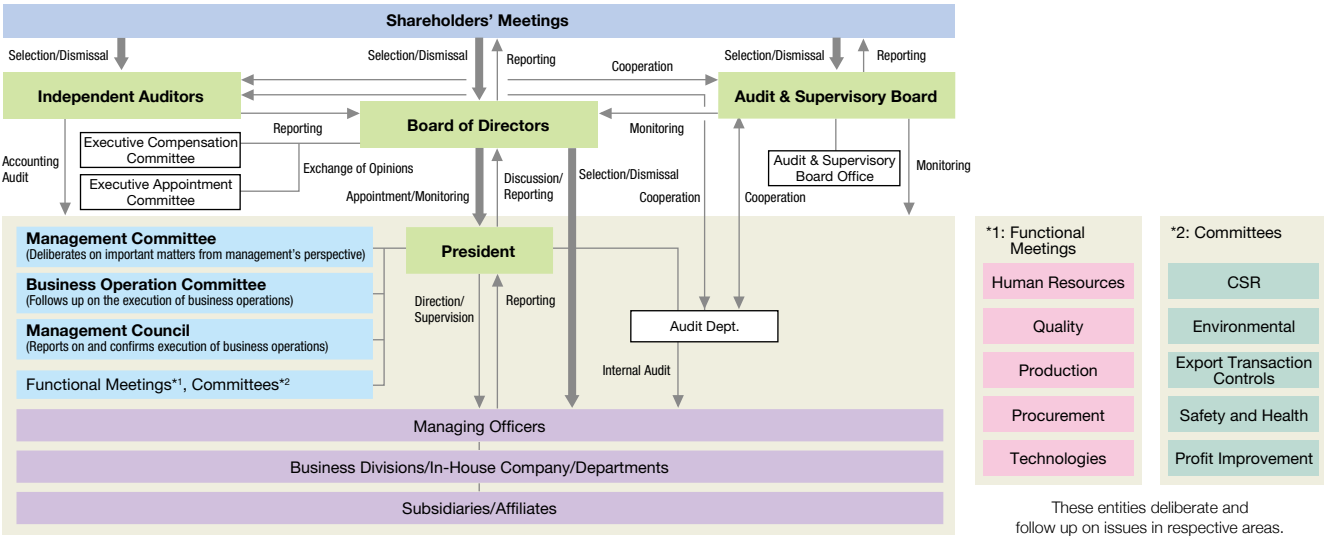 Shareholders' Meetings
Selection/Dismissal
Selection/Dismissal
Reporting
Cooperation
Selection/Dismissal
Reporting
Independent Auditors
Audit & Supervisory Board
Board of Directors
Reporting
Monitoring
Executive Compensation
Committee
Exchange of Opinions
Executive Appointment
Committee
Accounting
Audit
Appointment/Monitoring
Discussion/
Reporting
Selection/Dismissal
Cooperation
Cooperation
Audit & Supervisory
Board Office
Monitoring
Management Committee
(Deliberates on important matters from management's perspective)
Business Operation Committee
(Follows up on the execution of business operations)
Management Council
(Reports on and confirms execution of business operations)
Functional Meetings*1, Committees*2
President
Direction/
Supervision
Reporting
Audit Dept.
Internal Audit
Managing Officers
Business Divisions/In-House Company/Departments
Subsidiaries/Affiliates
*1: Functional
Meetings
Human Resources
Quality
Production
Procurement
Technologies
*2: Committees
CSR
Environmental
Export Transaction
Controls
Safety and Health
Profit Improvement
These entities deliberate and
follow up on issues in respective areas.